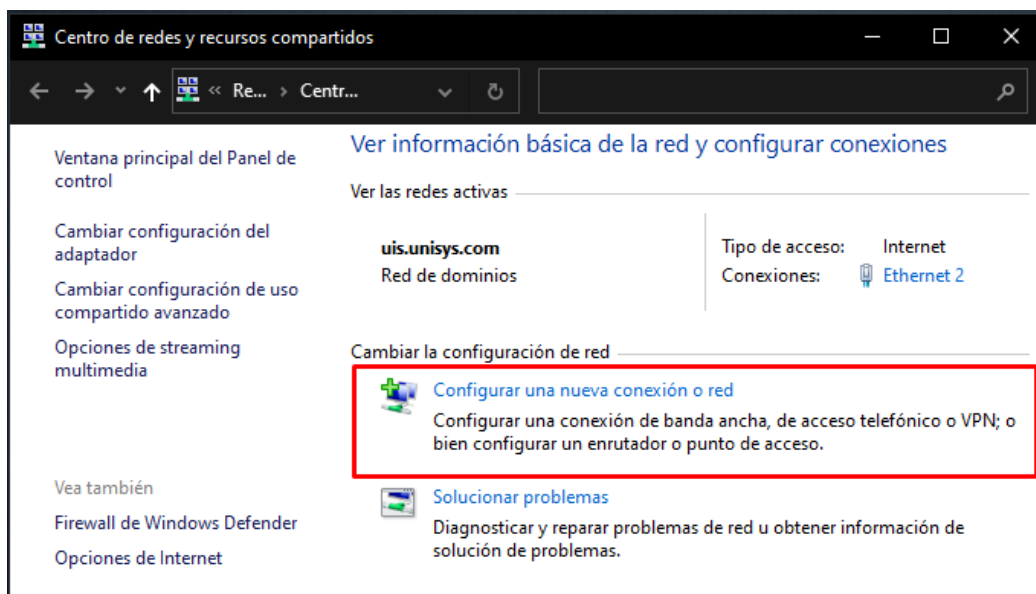 Centro de redes y recursos compartidos
« Re... › Centr...
Ventana principal del Panel de
control
Cambiar configuración del
adaptador
Cambiar configuración de uso
compartido avanzado
Opciones de streaming
multimedia
Vea también
Firewall de Windows Defender
Opciones de Internet
Ver información básica de la red y configurar conexiones
Ver las redes activas
uis.unisys.com
Red de dominios
Tipo de acceso: Internet
Conexiones: Ethernet 2
Cambiar la configuración de red
Configurar una nueva conexión o red
Configurar una conexión de banda ancha, de acceso telefónico o VPN; o
bien configurar un enrutador o punto de acceso.
Solucionar problemas
Diagnosticar y reparar problemas de red u obtener información de
solución de problemas.